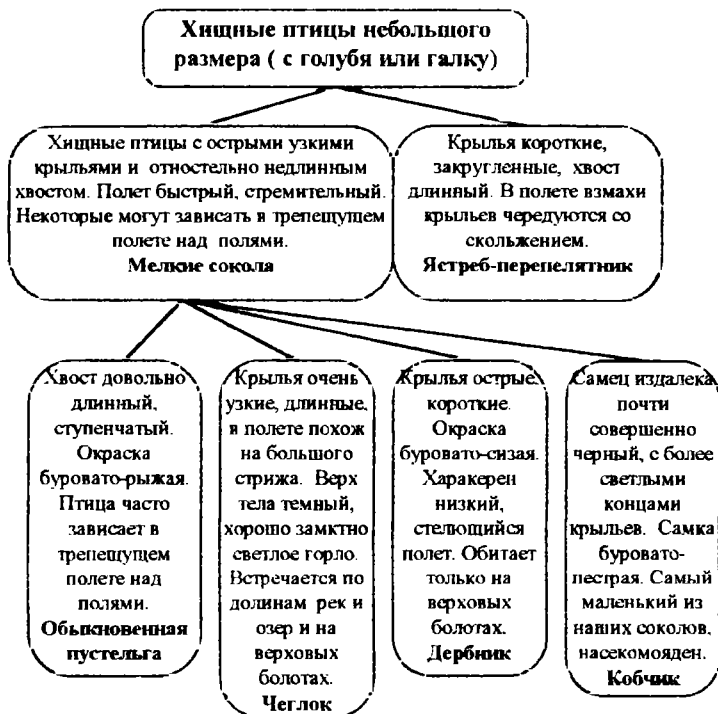 Хищные птицы небольшого
размера ( с голубя или галку)
Хищные птицы с острыми узкими
крыльями и отностельно недлинным
хвостом. Полет быстрый, стремительный.
Некоторые могут зависать в трепещущем
полете над полями.
Мелкие сокола
Крылья короткие,
закругленные, хвост
длинный. В полете взмахи
крыльев чередуются со
скольжением.
Ястреб-перепелятник
Хвост довольно
длинный,
ступенчатый.
Окраска
буровато-рыжая.
Птица часто
зависает в
трепещущем
полете над
полями.
Обыкновенная
пустельга
Крылья очень
узкие, длинные,
в полете похож
на большого
стрижа. Верх
тела темный,
хорошо замктно
светлое горло.
Встречается по
долинам рек и
озер и на
верховых
болотах.
Чеглок
Крылья острые,
короткие.
Окраска
буровато-сизая.
Харакерен
низкий,
стелющийся
полет. Обитает
только на
верховых
болотах.
Дербник
Самец издалека
почти
совершенно
черный, с более
светлыми
концами
крыльев. Самка
буровато-
пестрая. Самый
маленький из
наших соколов,
насекомояден.
Кобчик